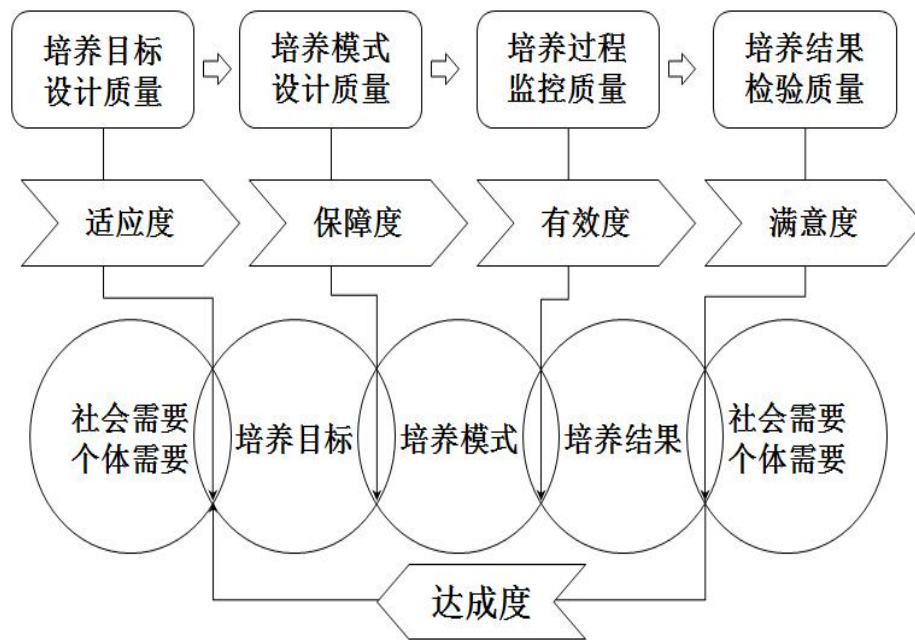 培养目标
设计质量
培养模式
设计质量
培养过程
监控质量
培养结果
检验质量
适应度
保障度
有效度
满意度
社会需要
个体需要
培养目标
培养模式
培养结果
社会需要
个体需要
达成度